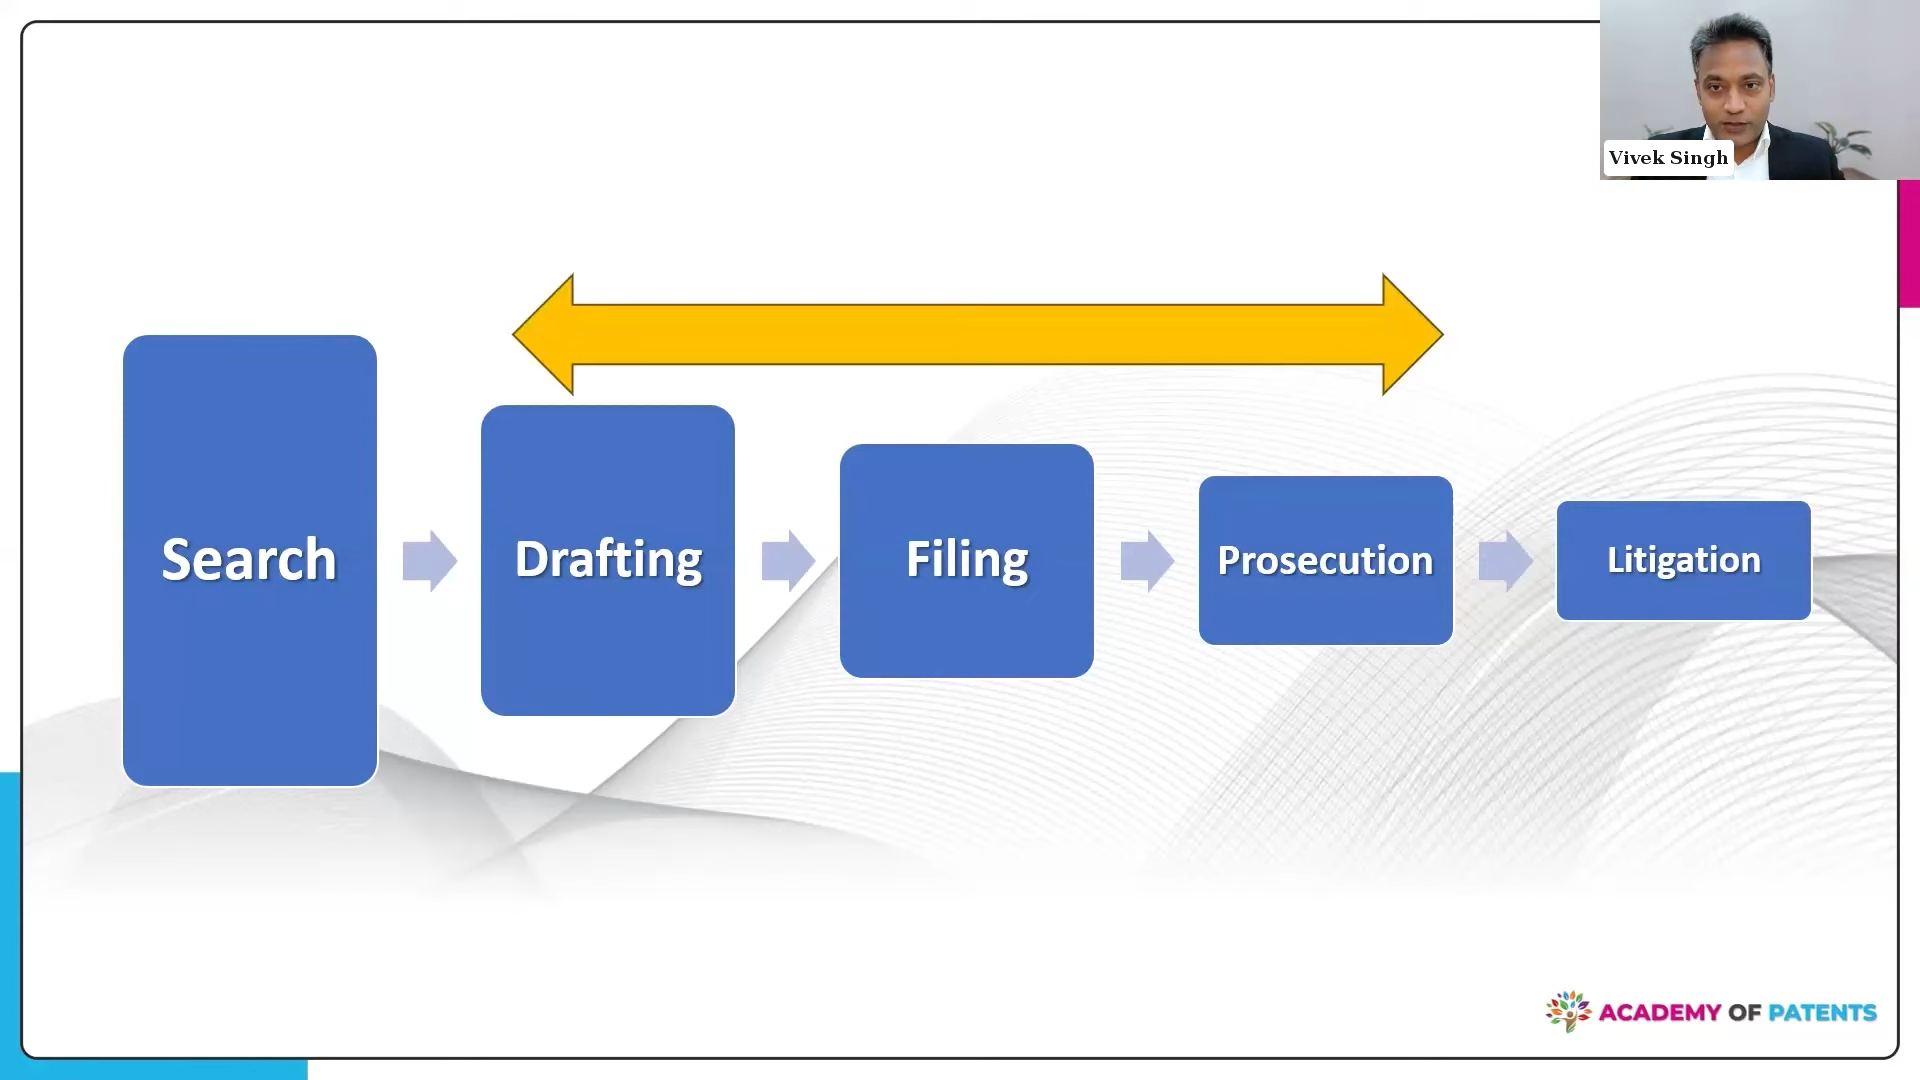 Vivek Singh
Search
Drafting
Filing
Prosecution
Litigation
ACADEMY OF PATENTS